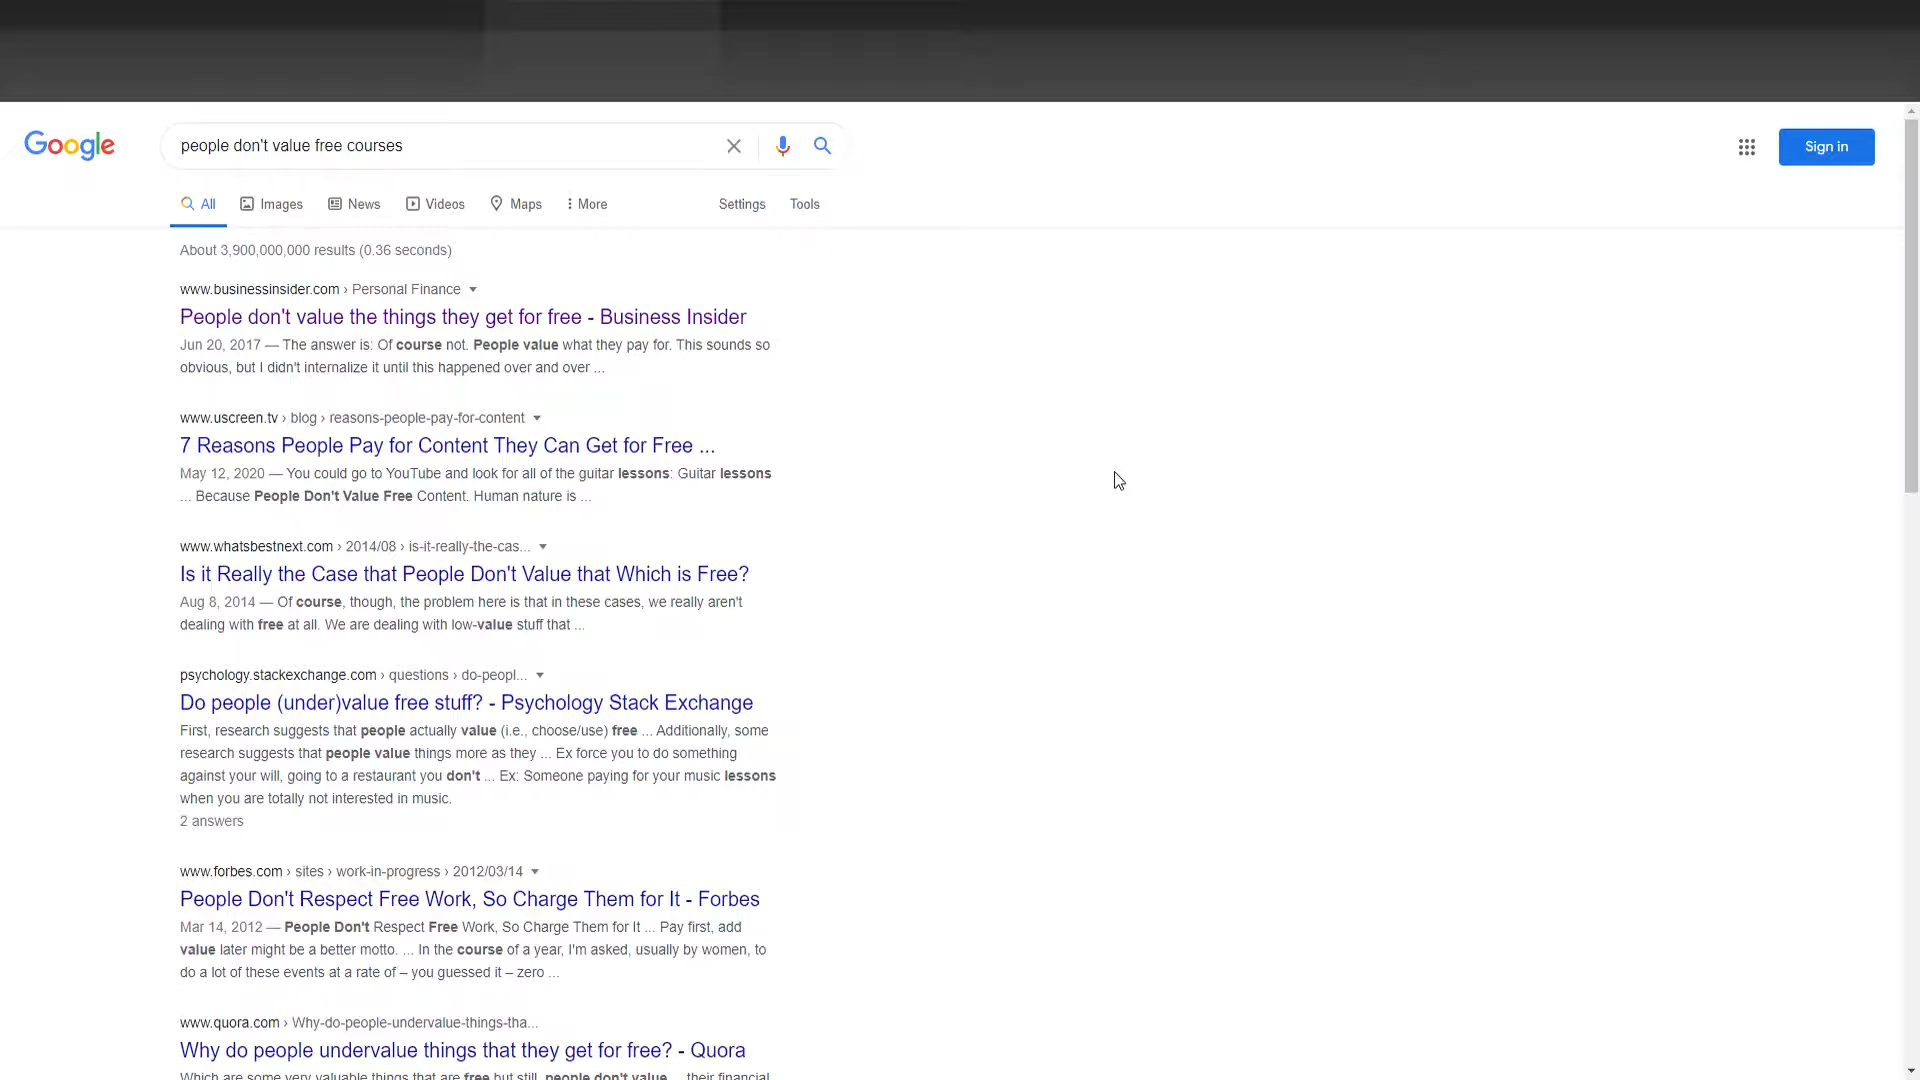 Google
people don't value free courses
Sign in
All Images News Videos Maps More Settings Tools
About 3,900,000,000 results (0.36 seconds)
www.businessinsider.com › Personal Finance
People don't value the things they get for free - Business Insider
Jun 20, 2017 — The answer is: Of course not. People value what they pay for. This sounds so
obvious, but I didn't internalize it until this happened over and over ...
www.uscreen.tv › blog › reasons-people-pay-for-content
7 Reasons People Pay for Content They Can Get for Free ...
May 12, 2020 — You could go to YouTube and look for all of the guitar lessons: Guitar lessons
... Because People Don't Value Free Content. Human nature is ...
www.whatsbestnext.com › 2014/08 › is-it-really-the-cas...
Is it Really the Case that People Don't Value that Which is Free?
Aug 8, 2014 — Of course, though, the problem here is that in these cases, we really aren't
dealing with free at all. We are dealing with low-value stuff that ...
psychology.stackexchange.com › questions › do-peopl...
Do people (under)value free stuff? - Psychology Stack Exchange
First, research suggests that people actually value (i.e., choose/use) free ... Additionally, some
research suggests that people value things more as they ... Ex force you to do something
against your will, going to a restaurant you don't ... Ex: Someone paying for your music lessons
when you are totally not interested in music.
2 answers
www.forbes.com › sites › work-in-progress › 2012/03/14
People Don't Respect Free Work, So Charge Them for It - Forbes
Mar 14, 2012 — People Don't Respect Free Work, So Charge Them for It ... Pay first, add
value later might be a better motto. ... In the course of a year, I'm asked, usually by women, to
do a lot of these events at a rate of – you guessed it – zero ...
www.quora.com › Why-do-people-undervalue-things-tha...
Why do people undervalue things that they get for free? - Quora
Which are some very valuable things that are free but still, people don't value ... their financial